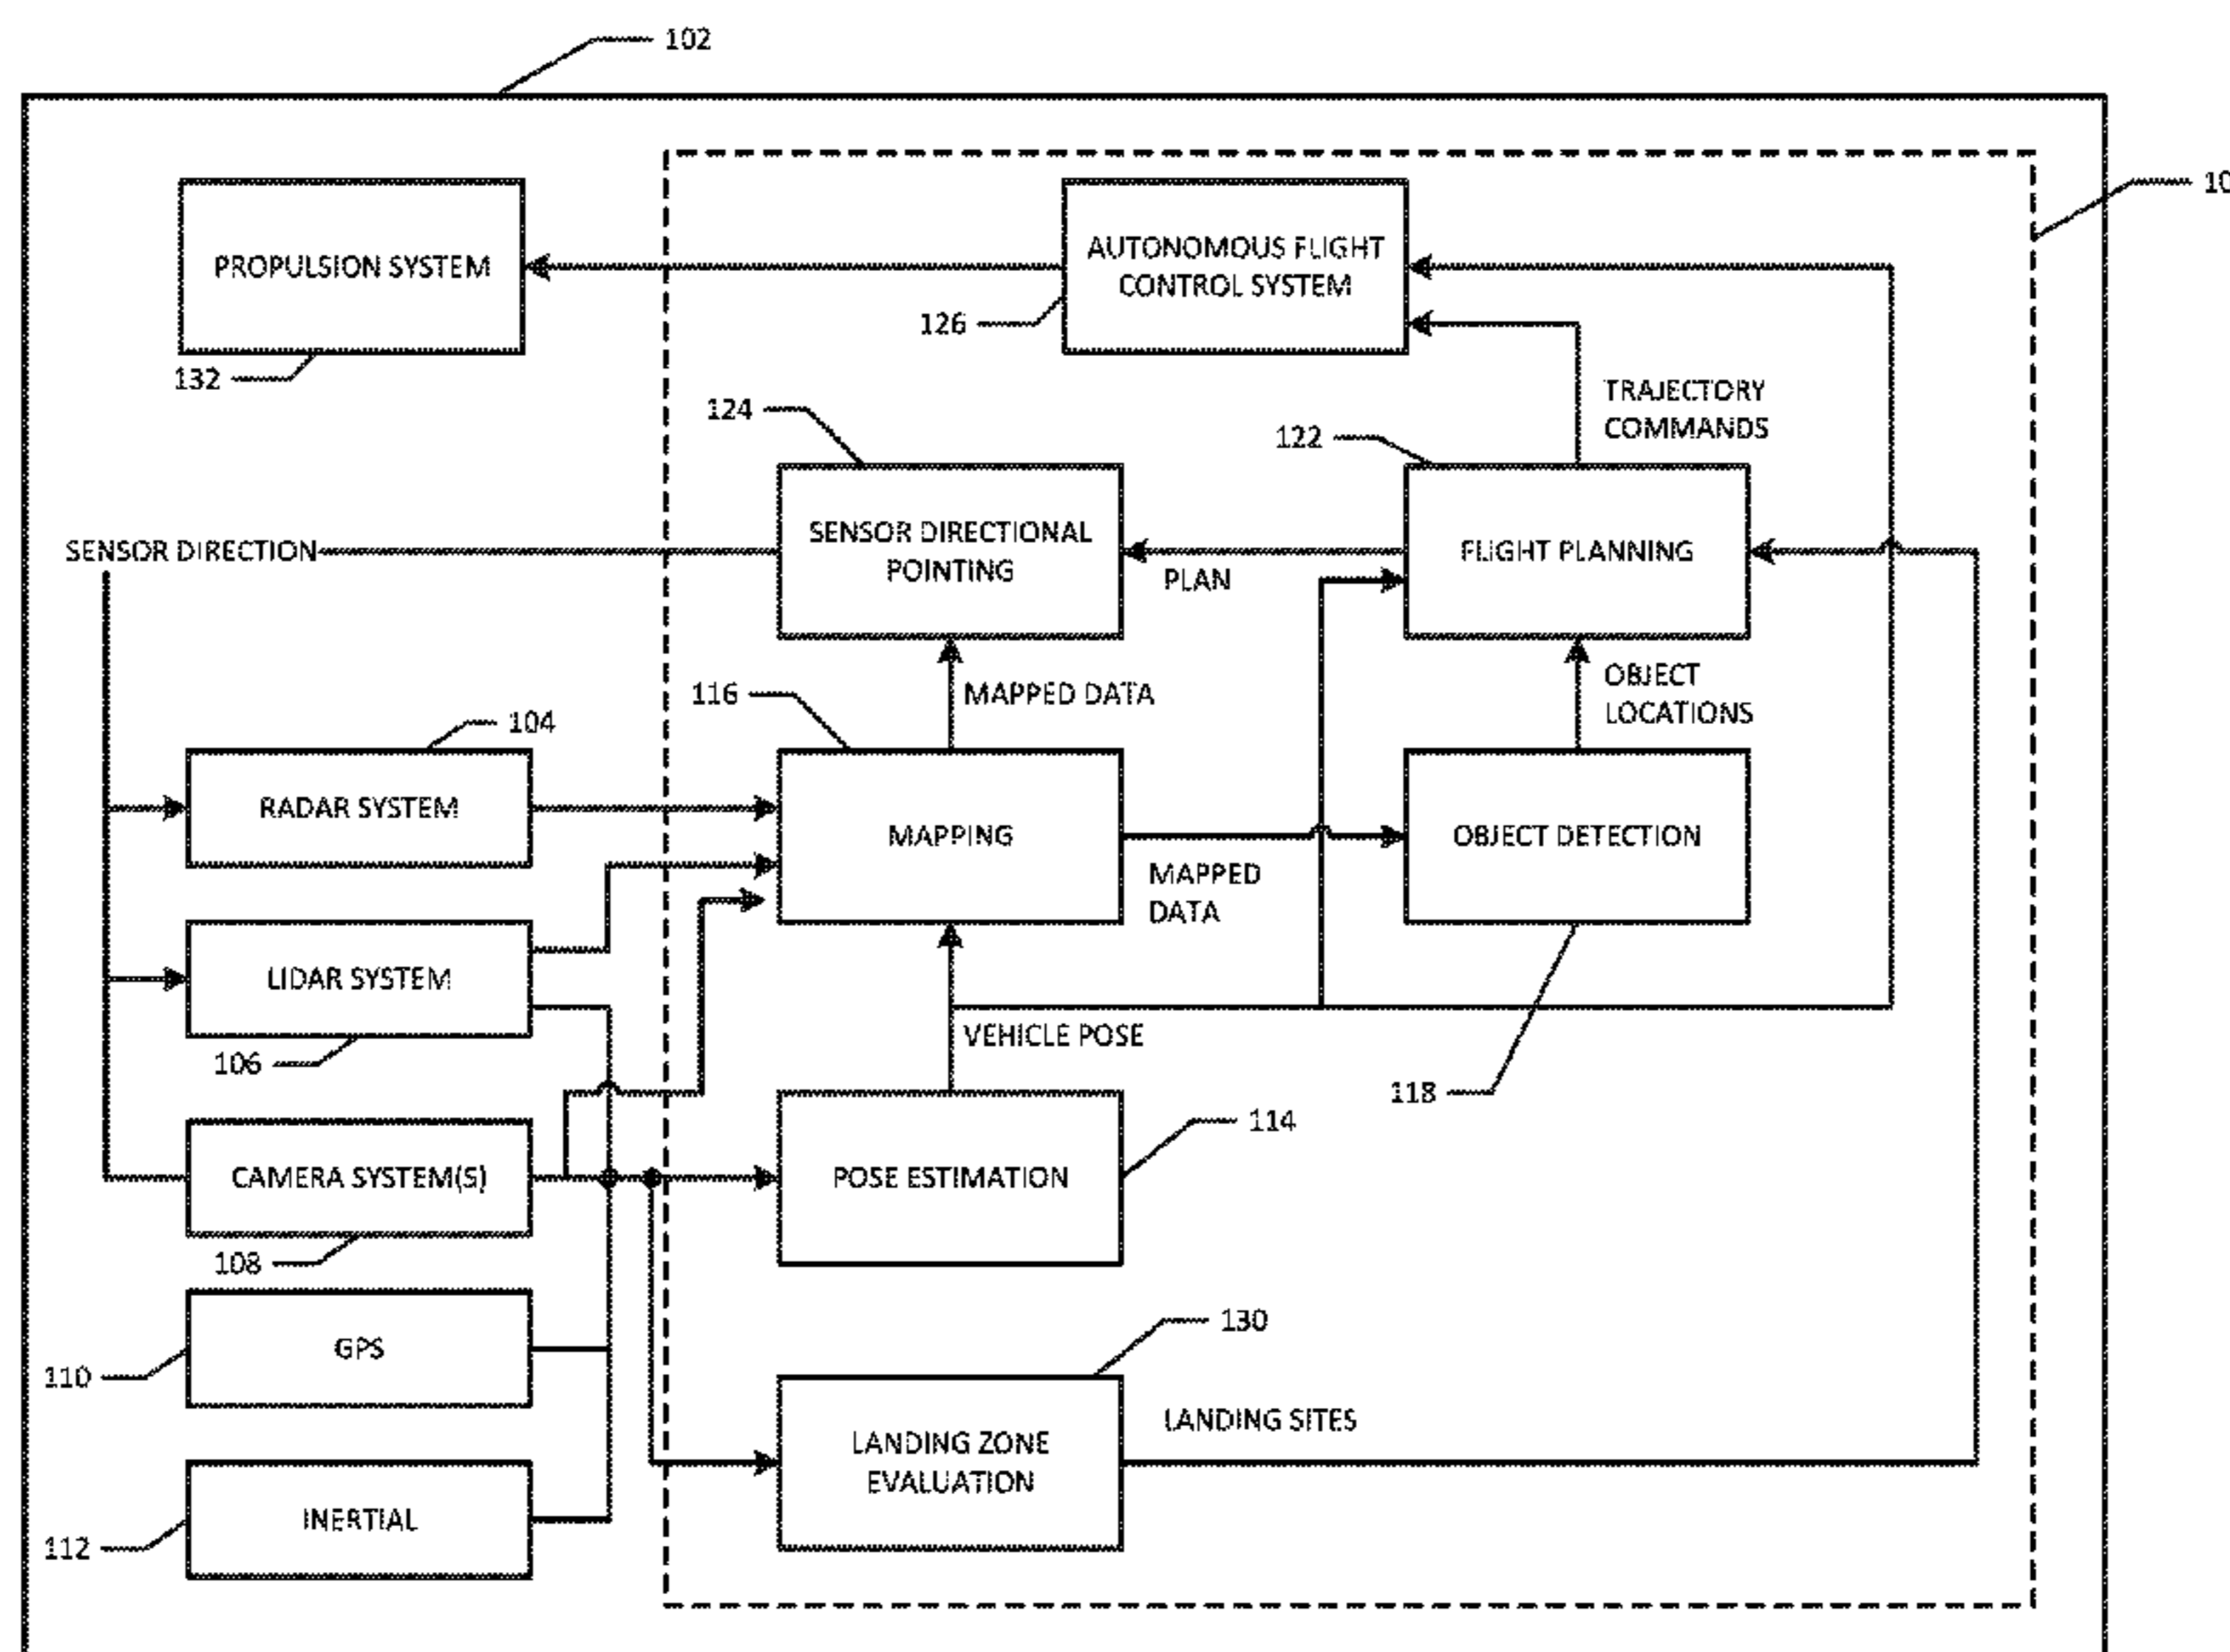 102
10
PROPULSION SYSTEM
132
AUTONOMOUS FLIGHT
CONTROL SYSTEM
126
TRAJECTORY
COMMANDS
124
122
SENSOR DIRECTION
SENSOR DIRECTIONAL
POINTING
PLAN
FLIGHT PLANNING
116
MAPPED DATA
OBJECT
LOCATIONS
104
RADAR SYSTEM
MAPPING
OBJECT DETECTION
MAPPED
DATA
LIDAR SYSTEM
106
VEHICLE POSE
118
114
CAMERA SYSTEM(S)
108
POSE ESTIMATION
GPS
110
130
LANDING ZONE
EVALUATION
LANDING SITES
INERTIAL
112